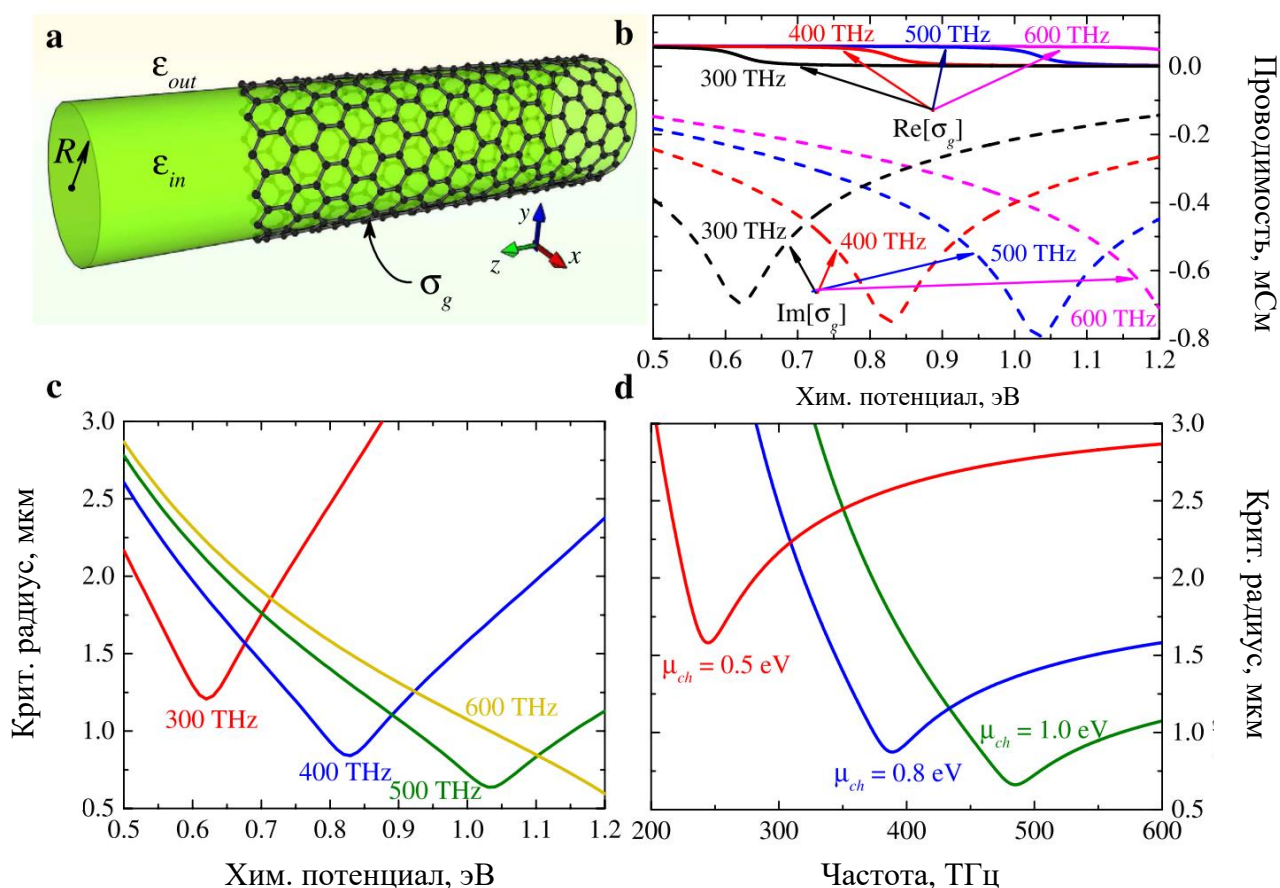 a
ε_out
R
ε_in
σ_g
y
z
x
b
400 THz 500 THz 600 THz
300 THz
Re[σ_g]
300 THz
400 THz
500 THz
600 THz
Im[σ_g]
0.0
-0.2
-0.4
-0.6
-0.8
Проводимость, мСм
0.5 0.6 0.7 0.8 0.9 1.0 1.1 1.2
Хим. потенциал, эВ
c
3.0
2.5
2.0
1.5
1.0
0.5
Крит. радиус, мкм
300 THz
400 THz
500 THz
600 THz
0.5 0.6 0.7 0.8 0.9 1.0 1.1 1.2
Хим. потенциал, эВ
d
μ_ch = 0.5 eV
μ_ch = 0.8 eV
μ_ch = 1.0 eV
3.0
2.5
2.0
1.5
1.0
0.5
Крит. радиус, мкм
200 300 400 500 600
Частота, ТГц